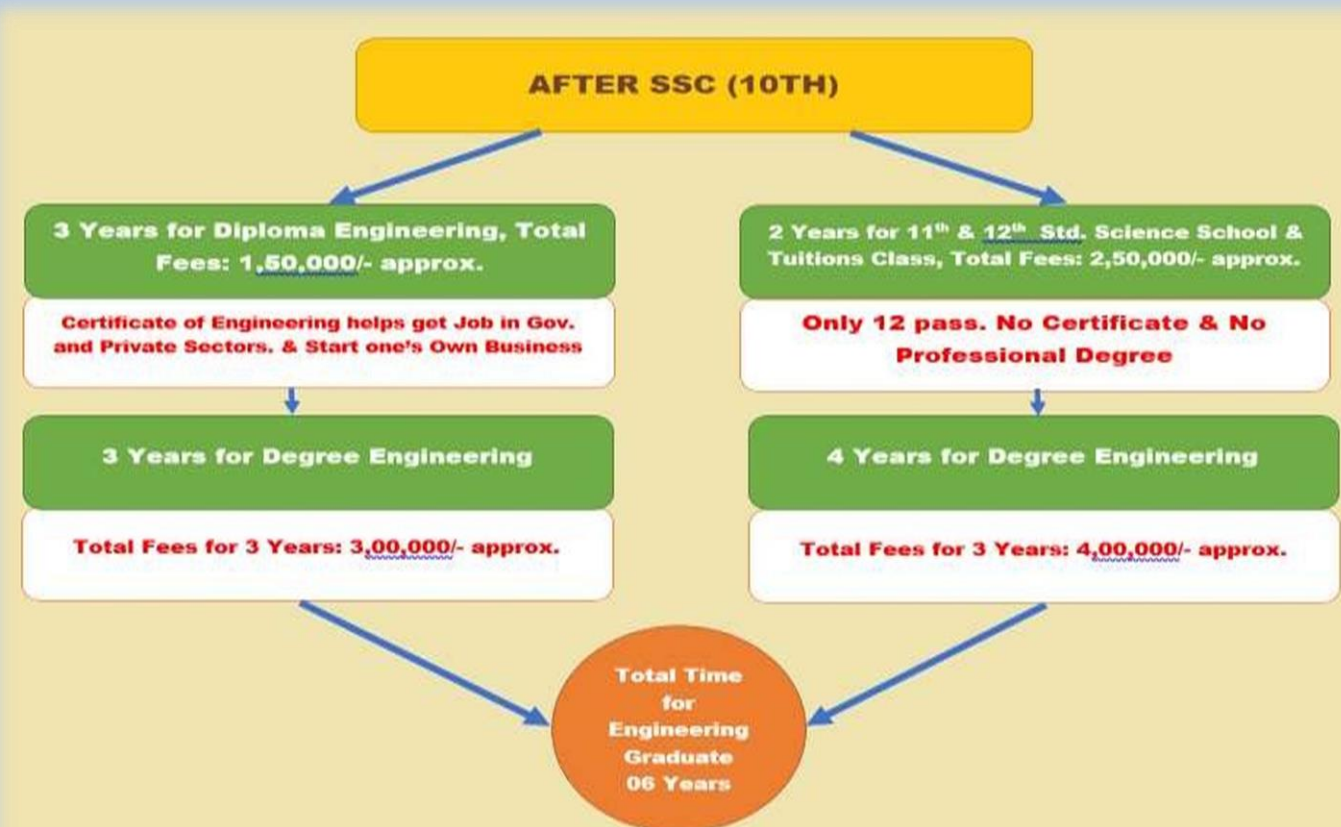 AFTER SSC (10TH)
3 Years for Diploma Engineering, Total
Fees: 1,50,000/- approx.
Certificate of Engineering helps get Job in Gov.
and Private Sectors. & Start one's Own Business
3 Years for Degree Engineering
Total Fees for 3 Years: 3,00,000/- approx.
2 Years for 11th & 12th Std. Science School &
Tuitions Class, Total Fees: 2,50,000/- approx.
Only 12 pass. No Certificate & No
Professional Degree
4 Years for Degree Engineering
Total Fees for 3 Years: 4,00,000/- approx.
Total Time
for
Engineering
Graduate
06 Years